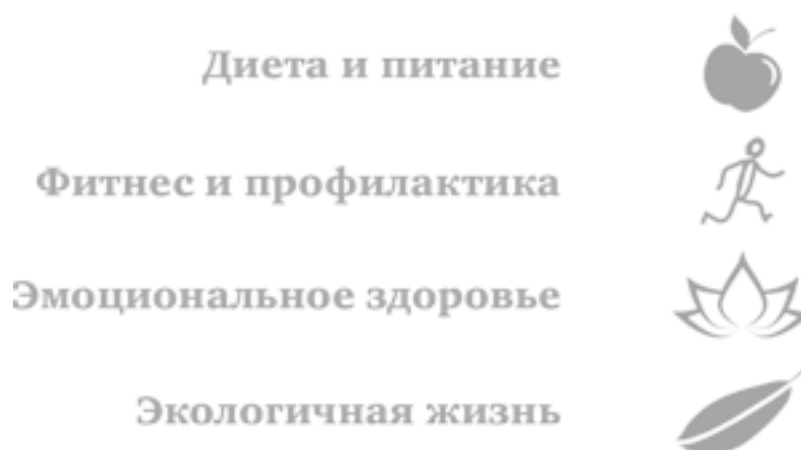 Диета и питание
Фитнес и профилактика
Эмоциональное здоровье
Экологичная жизнь